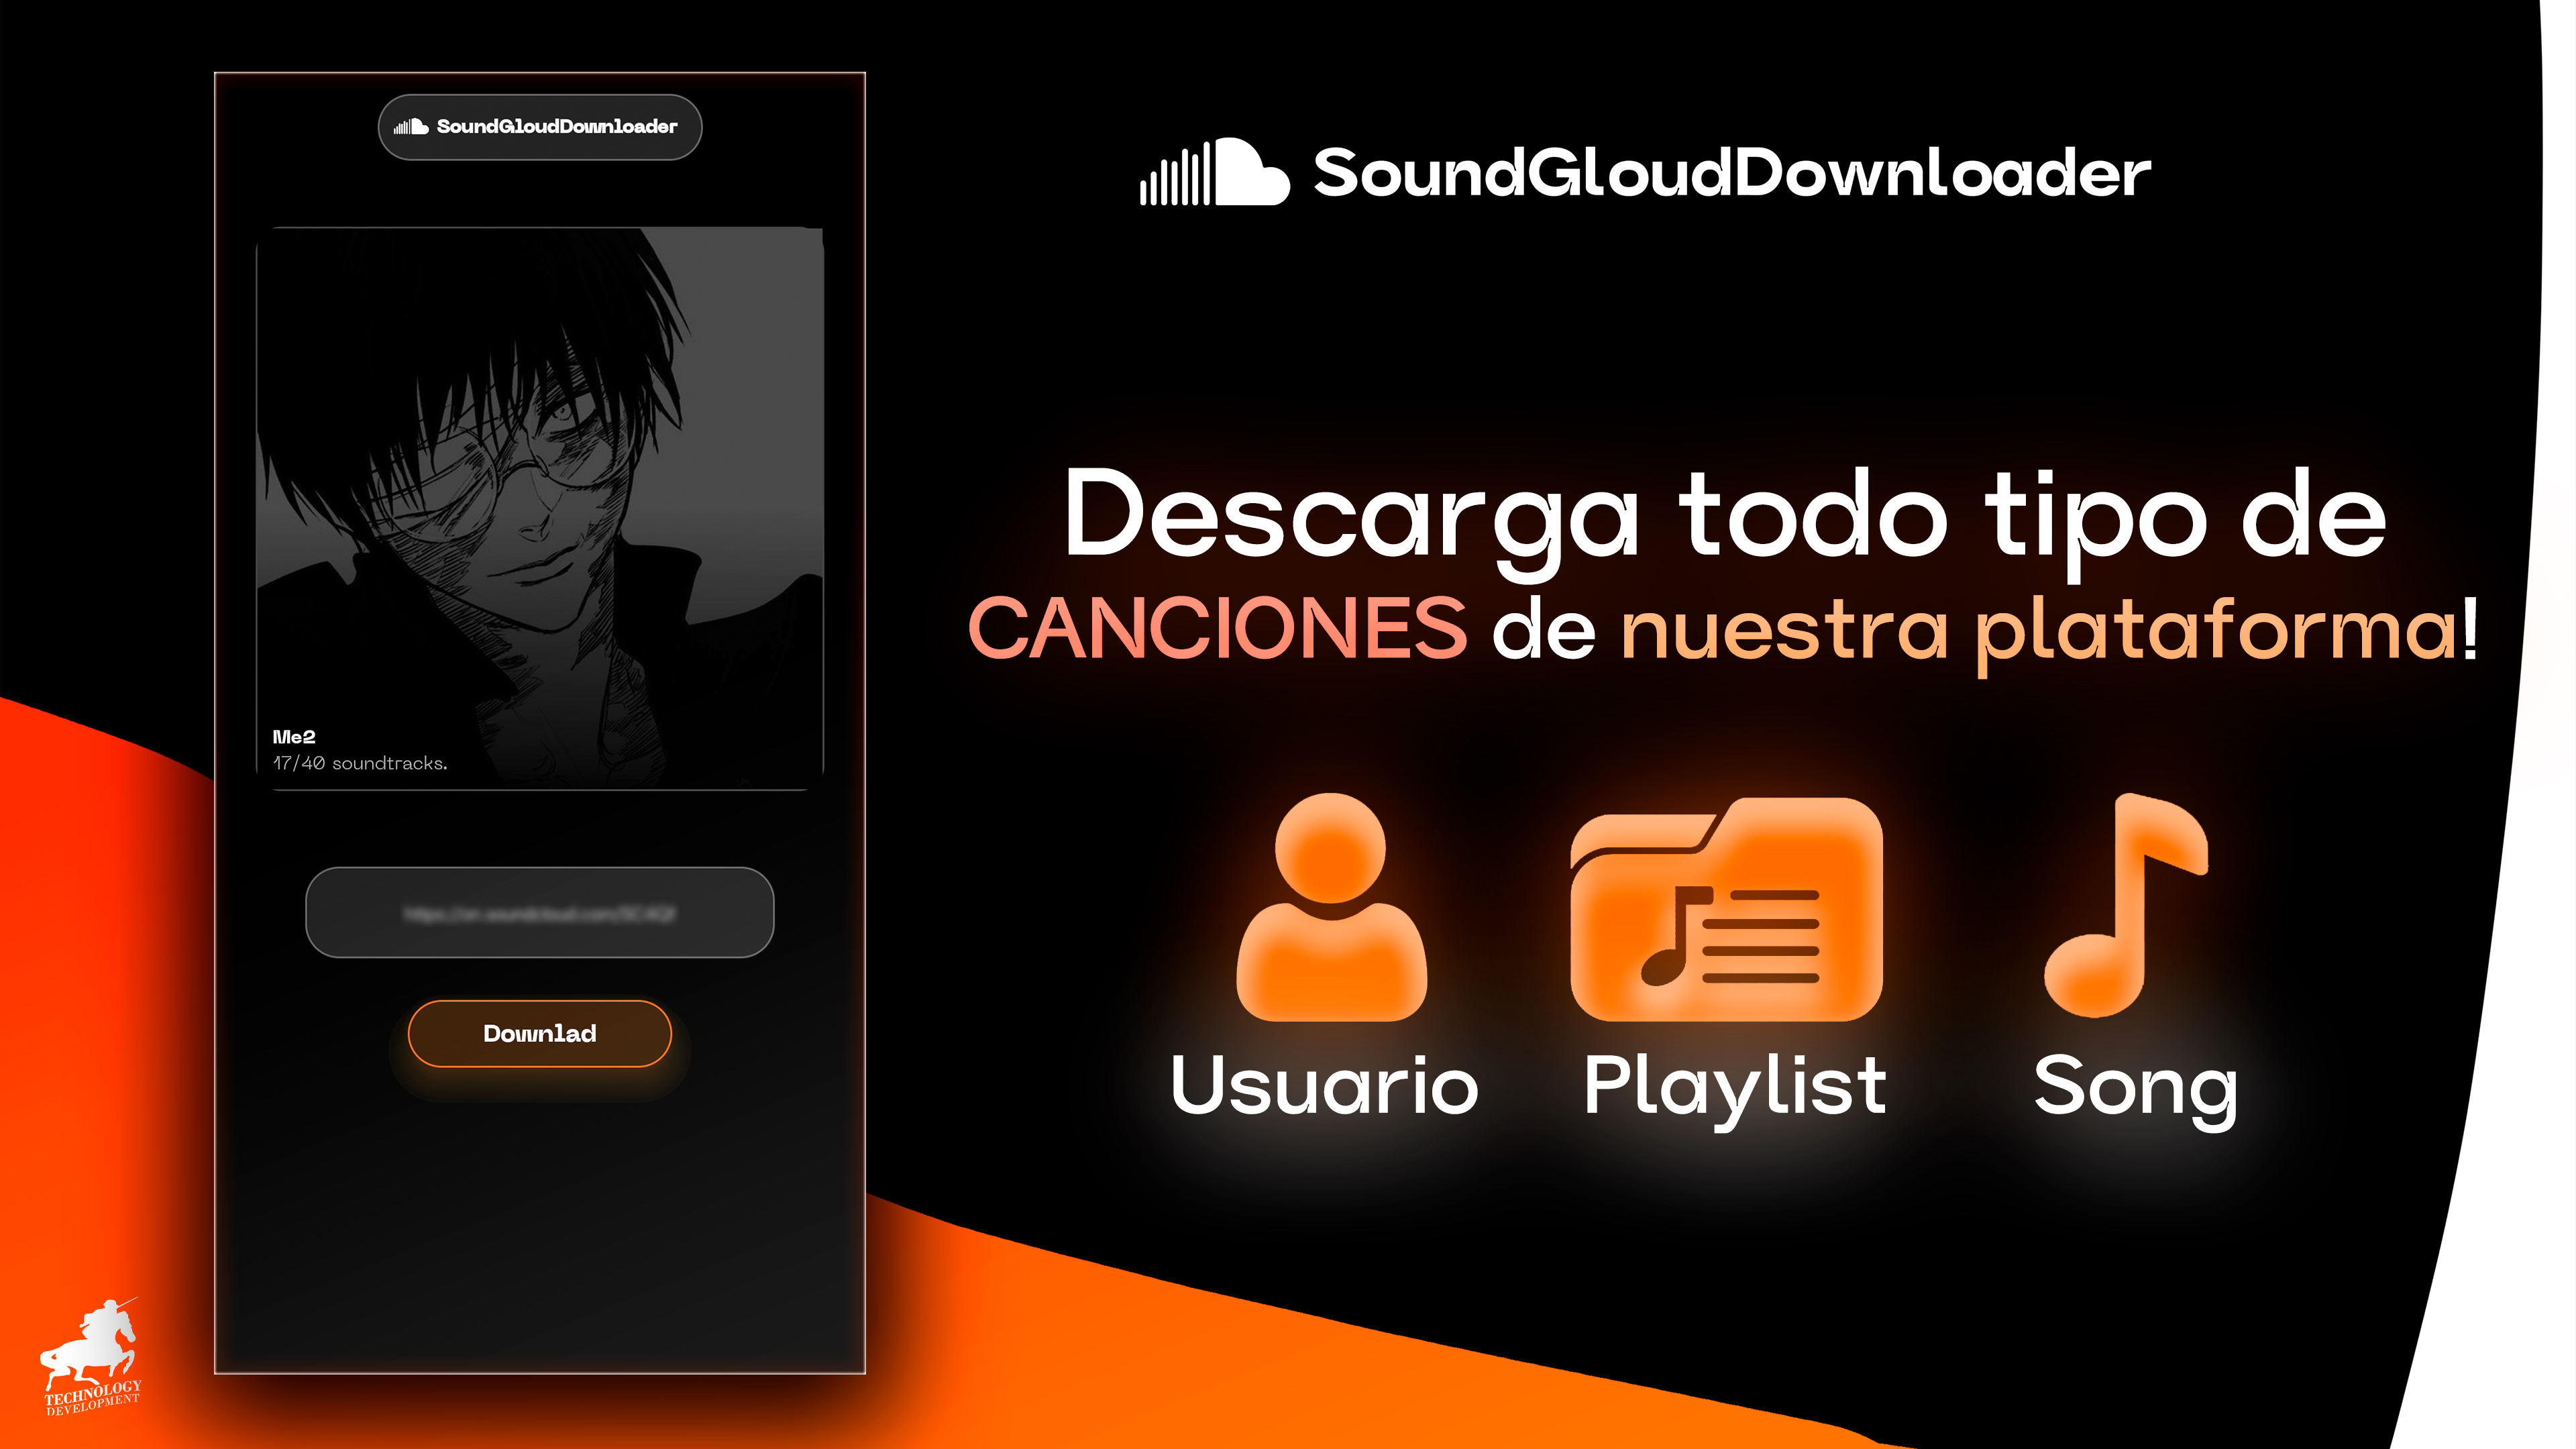 SoundGloudDownloader
Me2
17/40 soundtracks.
Downlad
SoundGloudDownloader
Descarga todo tipo de
CANCIONES de nuestra plataforma!
Usuario Playlist Song
TECHNOLOGY
DEVELOPMENT